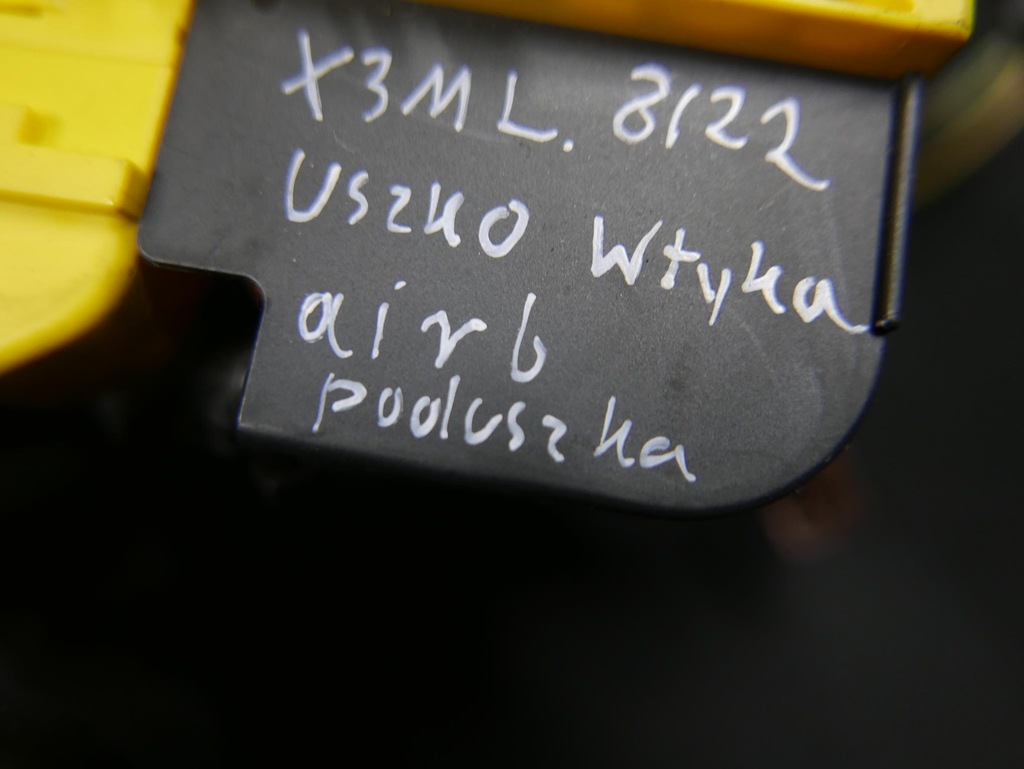 X3ML. 8122
Uszko Wtyka
airb
poduszka